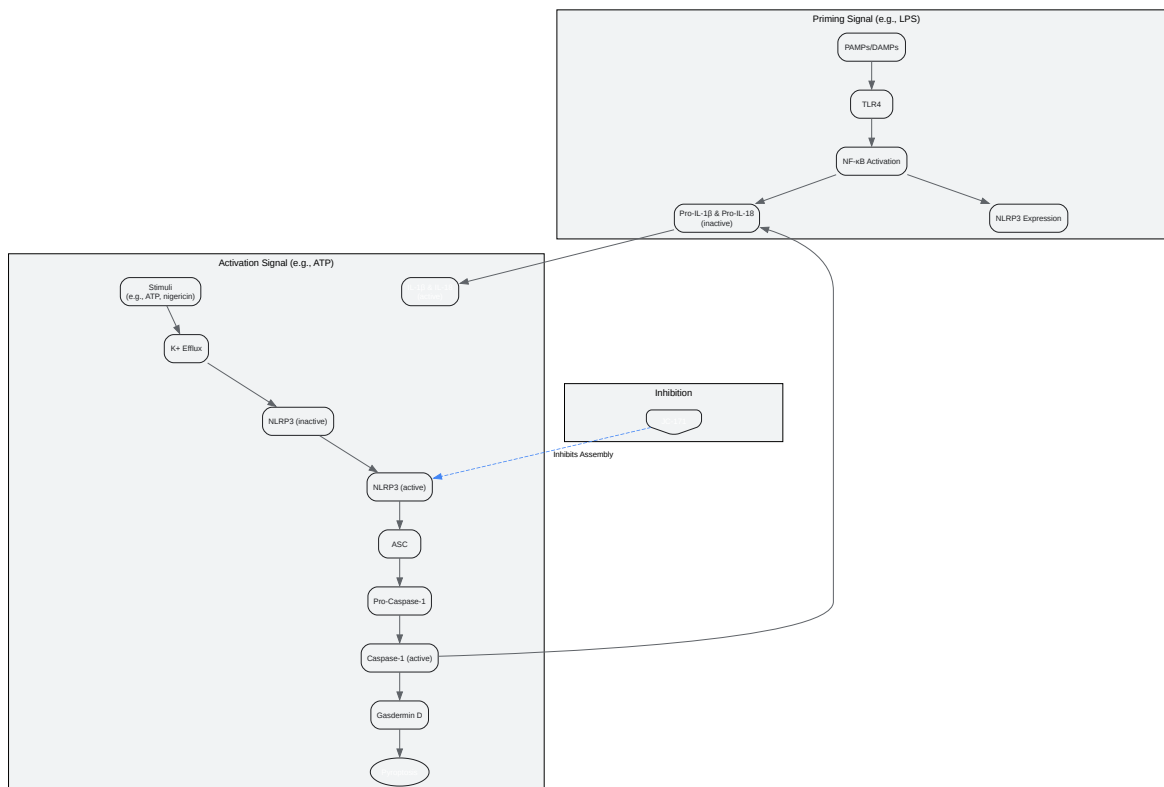 Priming Signal (e.g., LPS)
PAMPs/DAMPs
TLR4
NF-κB Activation
Pro-IL-1β & Pro-IL-18
(inactive)
NLRP3 Expression
Activation Signal (e.g., ATP)
Stimuli
(e.g., ATP, nigericin)
K+ Efflux
NLRP3 (inactive)
Inhibition
Inhibits Assembly
NLRP3 (active)
ASC
Pro-Caspase-1
Caspase-1 (active)
Gasdermin D